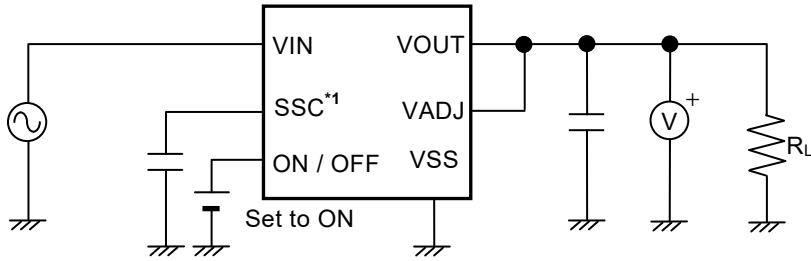 VIN
VOUT
SSC*1
VADJ
ON / OFF
VSS
Set to ON
V
+
RL